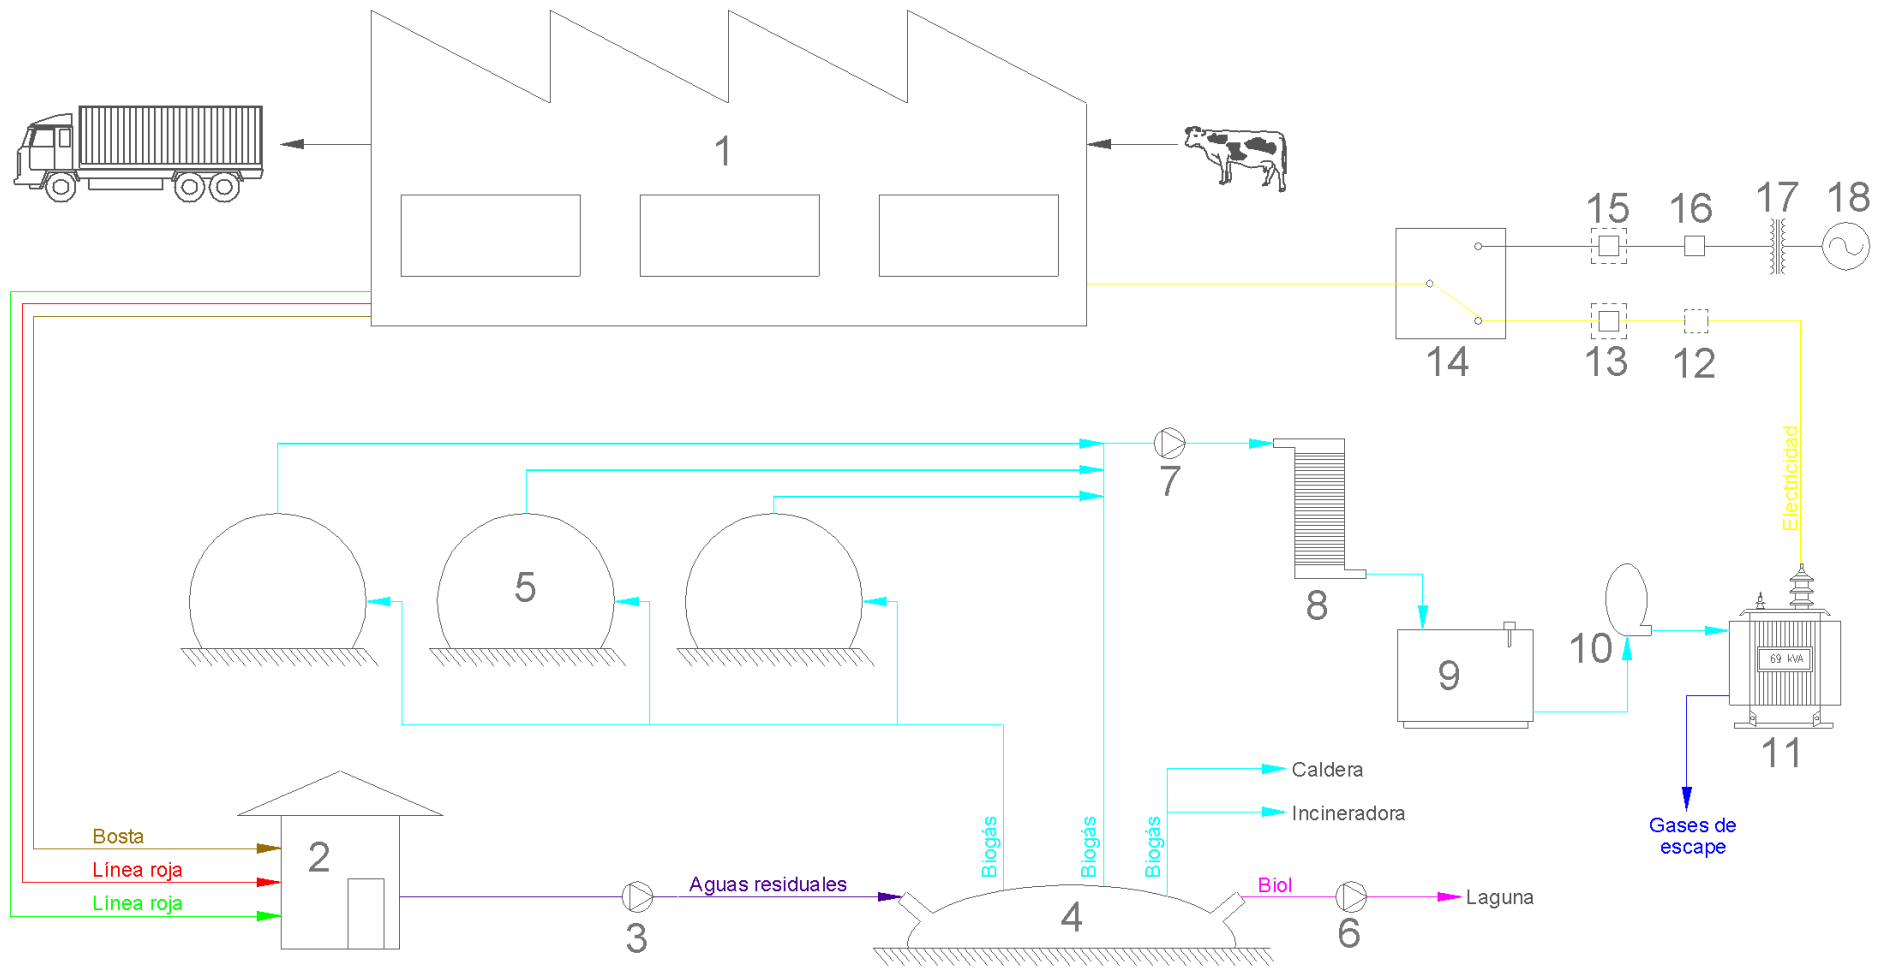 1
15
16
17
18
14
13
12
Electricidad
7
5
8
9
10
69 kVA
11
Gases de
escape
Caldera
Incineradora
Biogás
Biogás
Biogás
Bosta
Línea roja
Línea roja
2
3
Aguas residuales
4
Biol
6
Laguna